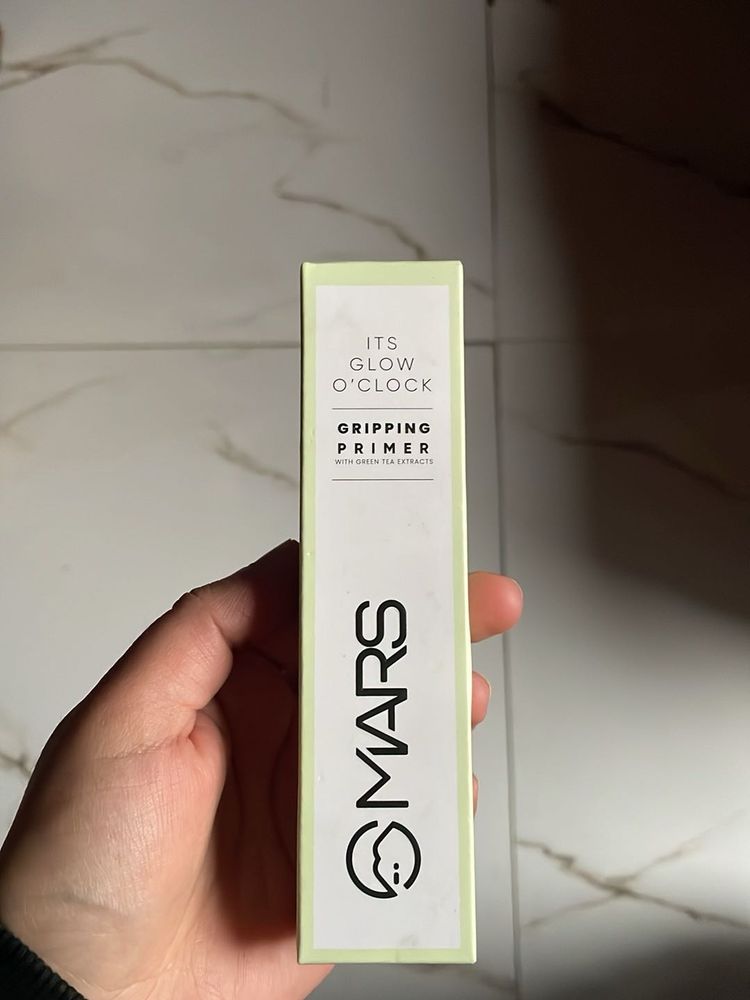 ITS
GLOW
O'CLOCK
GRIPPING
PRIMER
WITH GREEN TEA EXTRACTS
MARS